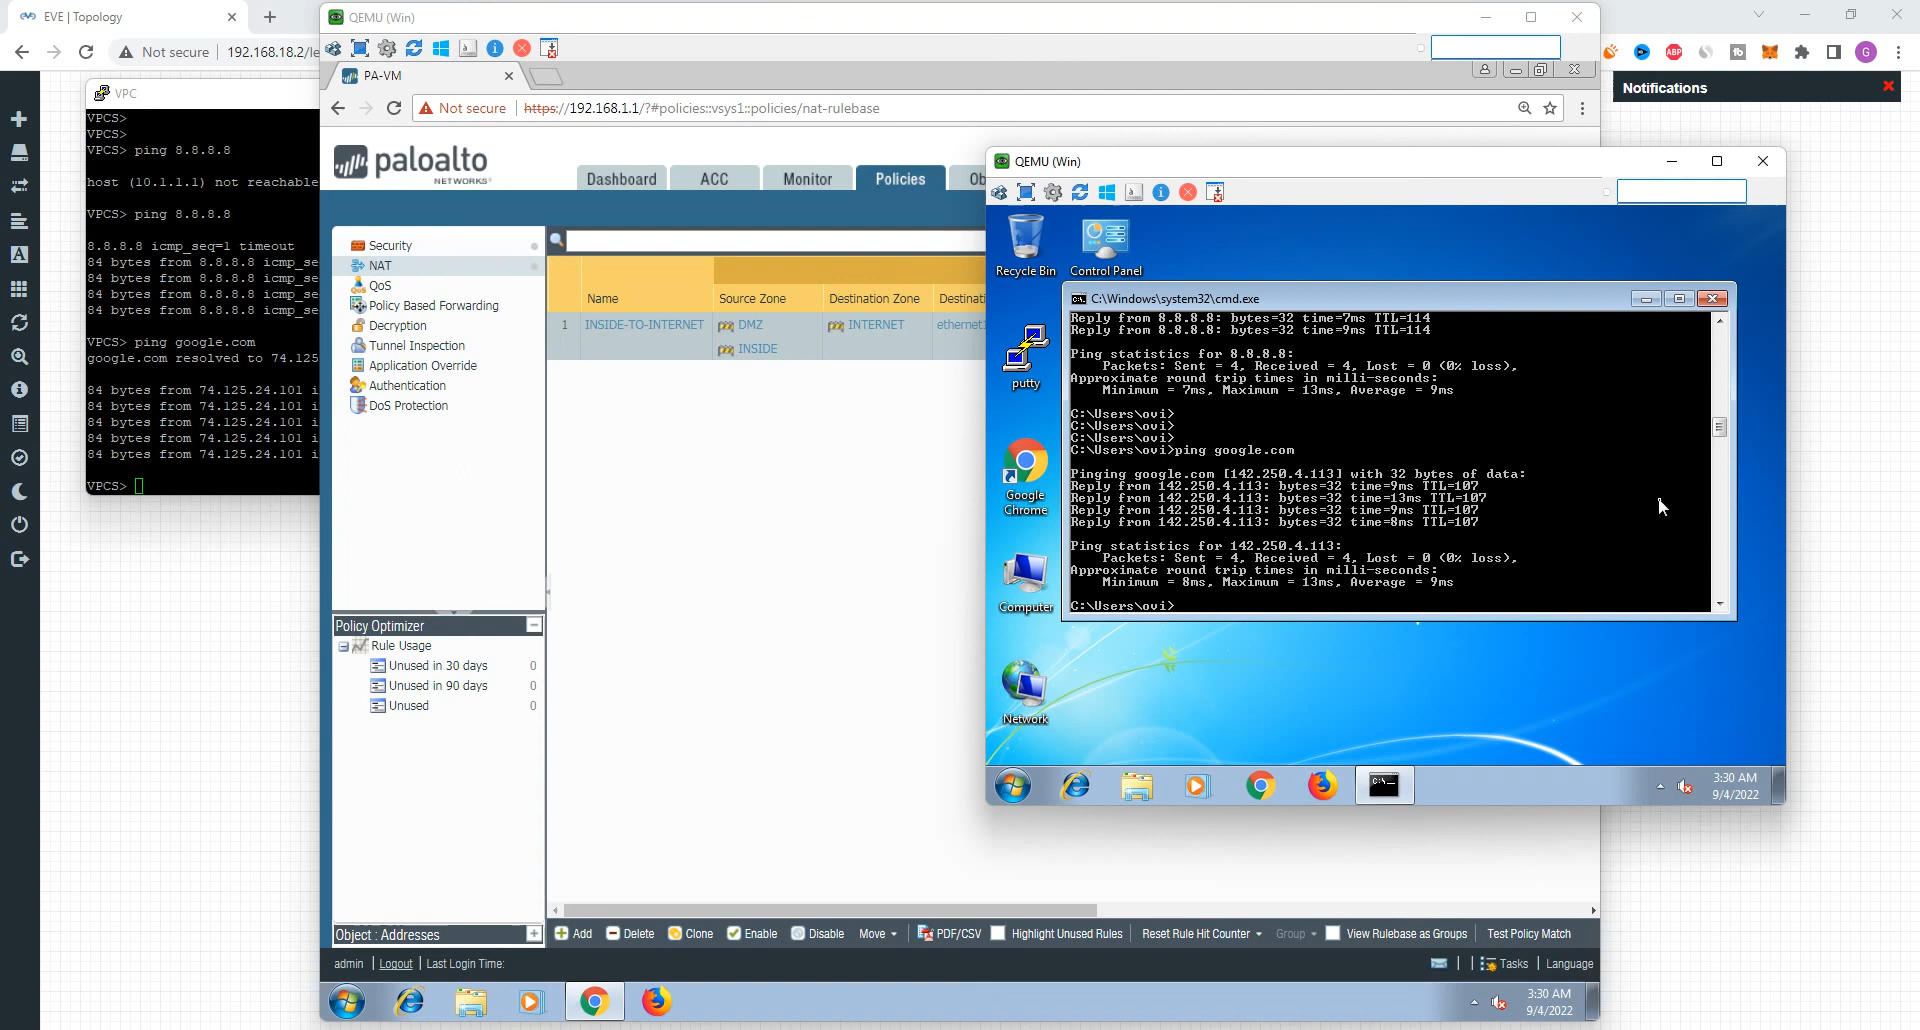 EVE | Topology
Not secure
192.168.18.2/le
QEMU (Win)
Notifications
VPC
VPCS>
VPCS>
VPCS> ping 8.8.8.8
host (10.1.1.1) not reachable
VPCS> ping 8.8.8.8
8.8.8.8 icmp_seq=1 timeout
84 bytes from 8.8.8.8 icmp_se
84 bytes from 8.8.8.8 icmp_se
84 bytes from 8.8.8.8 icmp_se
84 bytes from 8.8.8.8 icmp_se
VPCS> ping google.com
google.com resolved to 74.125
84 bytes from 74.125.24.101 i
84 bytes from 74.125.24.101 i
84 bytes from 74.125.24.101 i
84 bytes from 74.125.24.101 i
84 bytes from 74.125.24.101 i
VPCS>
PA-VM
Not secure
https://192.168.1.1/?#policies::vsys1::policies/nat-rulebase
paloalto
NETWORKS
Dashboard
ACC
Monitor
Policies
Ob
Security
NAT
QoS
Policy Based Forwarding
Decryption
Tunnel Inspection
Application Override
Authentication
DoS Protection
Name
Source Zone
Destination Zone
Destinati
1
INSIDE-TO-INTERNET
DMZ
INTERNET
ethernet1
INSIDE
Policy Optimizer
Rule Usage
Unused in 30 days 0
Unused in 90 days 0
Unused 0
Object : Addresses
Add
Delete
Clone
Enable
Disable
Move
PDF/CSV
Highlight Unused Rules
Reset Rule Hit Counter
Group
View Rulebase as Groups
Test Policy Match
admin
Logout
Last Login Time:
Tasks
Language
3:30 AM
9/4/2022
QEMU (Win)
Recycle Bin
Control Panel
putty
Google
Chrome
Computer
Network
C:\Windows\system32\cmd.exe
Reply from 8.8.8.8: bytes=32 time=7ms TTL=114
Reply from 8.8.8.8: bytes=32 time=9ms TTL=114
Ping statistics for 8.8.8.8:
Packets: Sent = 4, Received = 4, Lost = 0 (0% loss),
Approximate round trip times in milli-seconds:
Minimum = 7ms, Maximum = 13ms, Average = 9ms
C:\Users\ovi>
C:\Users\ovi>
C:\Users\ovi>
C:\Users\ovi>ping google.com
Pinging google.com [142.250.4.113] with 32 bytes of data:
Reply from 142.250.4.113: bytes=32 time=9ms TTL=107
Reply from 142.250.4.113: bytes=32 time=13ms TTL=107
Reply from 142.250.4.113: bytes=32 time=9ms TTL=107
Reply from 142.250.4.113: bytes=32 time=8ms TTL=107
Ping statistics for 142.250.4.113:
Packets: Sent = 4, Received = 4, Lost = 0 (0% loss),
Approximate round trip times in milli-seconds:
Minimum = 8ms, Maximum = 13ms, Average = 9ms
C:\Users\ovi>
3:30 AM
9/4/2022